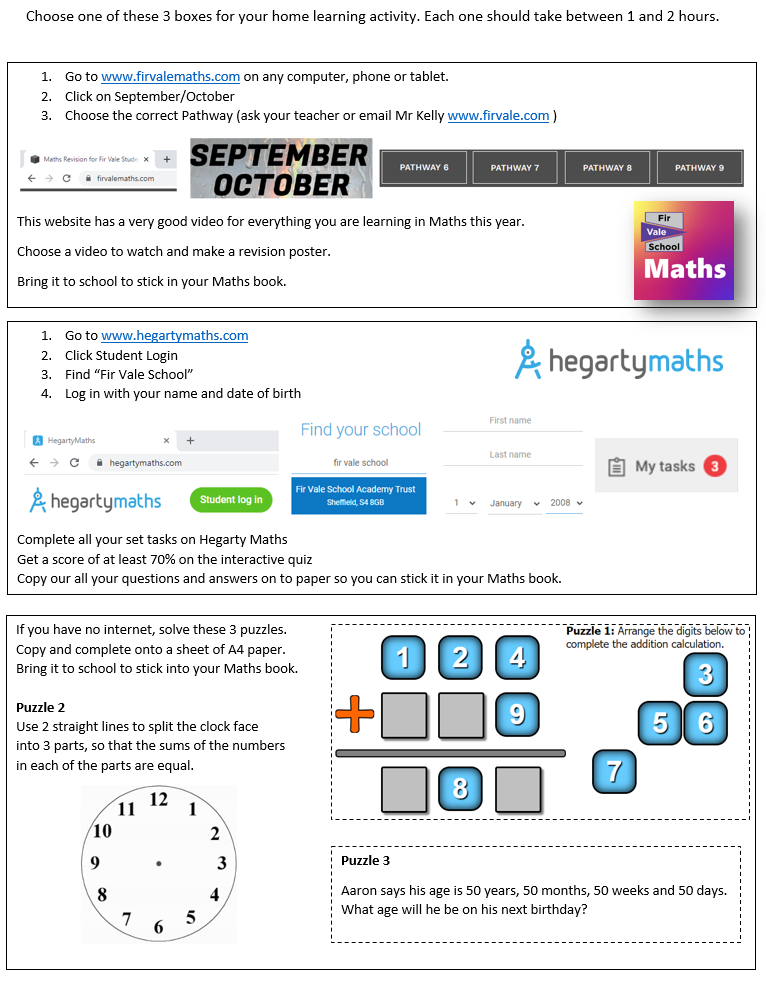 Choose one of these 3 boxes for your home learning activity. Each one should take between 1 and 2 hours.
1. Go to www.firvalemaths.com on any computer, phone or tablet.
2. Click on September/October
3. Choose the correct Pathway (ask your teacher or email Mr Kelly www.firvale.com )
Maths Revision for Fir Vale Stude × +
firvalemaths.com
SEPTEMBER
OCTOBER
PATHWAY 6
PATHWAY 7
PATHWAY 8
PATHWAY 9
This website has a very good video for everything you are learning in Maths this year.
Choose a video to watch and make a revision poster.
Bring it to school to stick in your Maths book.
Fir
Vale
School
Maths
1. Go to www.hegartymaths.com
2. Click Student Login
3. Find “Fir Vale School”
4. Log in with your name and date of birth
hegartymaths
HegartyMaths × +
hegartymaths.com
hegartymaths
Student log in
Find your school
fir vale school
Fir Vale School Academy Trust
Sheffield, S4 8GB
First name
Last name
1 January 2008
My tasks 3
Complete all your set tasks on Hegarty Maths
Get a score of at least 70% on the interactive quiz
Copy our all your questions and answers on to paper so you can stick it in your Maths book.
If you have no internet, solve these 3 puzzles.
Copy and complete onto a sheet of A4 paper.
Bring it to school to stick into your Maths book.
Puzzle 2
Use 2 straight lines to split the clock face
into 3 parts, so that the sums of the numbers
in each of the parts are equal.
12
11 1
10 2
9 3
8 4
7 5
6
Puzzle 1: Arrange the digits below to
complete the addition calculation.
1 2 4
+ 9
8
3
5 6
7
Puzzle 3
Aaron says his age is 50 years, 50 months, 50 weeks and 50 days.
What age will he be on his next birthday?